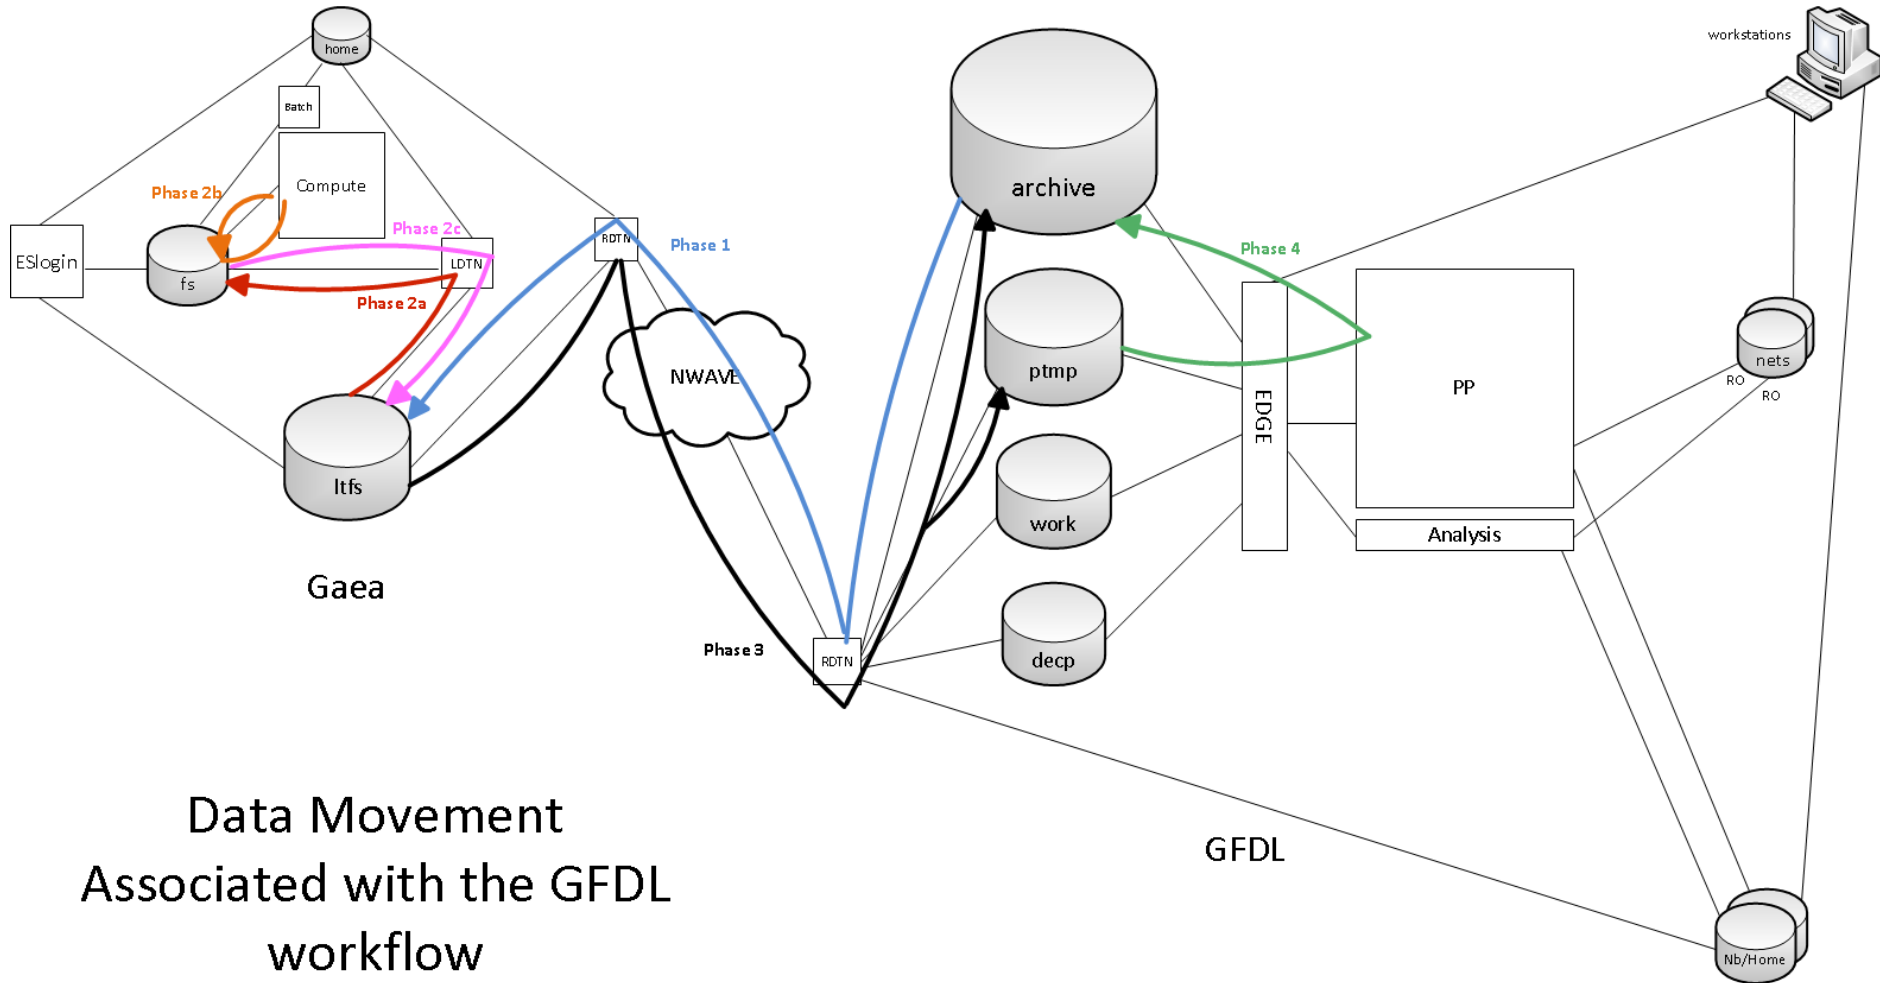 home
workstations
Batch
Compute
Phase 2b
archive
Phase 2c
RDTN
Phase 1
Phase 4
ESlogin
LDTN
fs
Phase 2a
ptmp
nets
NWAVE
RO
PP
RO
EDGE
ltfs
work
Analysis
Gaea
Phase 3
RDTN
decp
Data Movement
GFDL
Associated with the GFDL
workflow
Nb/Home